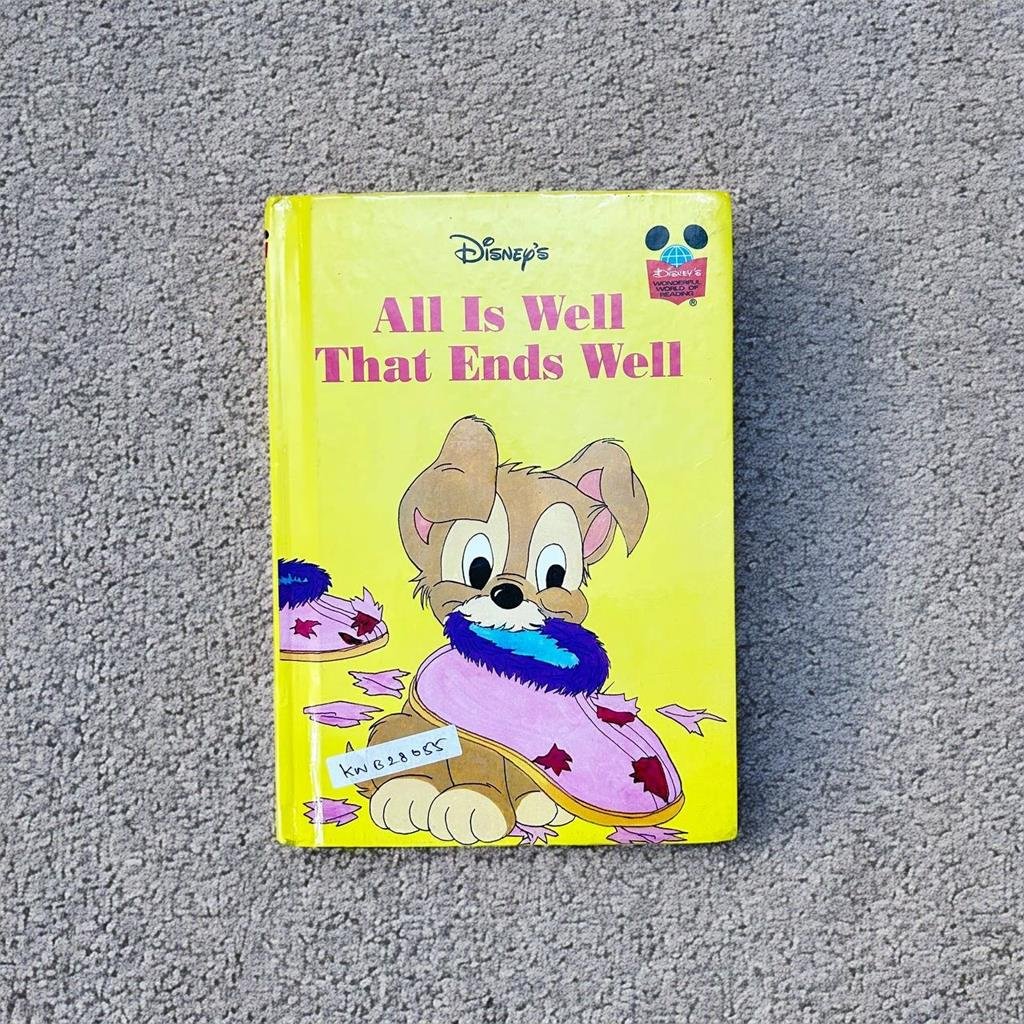 Disney's
DISNEY'S
WONDERFUL
WORLD OF
READING
®
All Is Well
That Ends Well
KWB28055